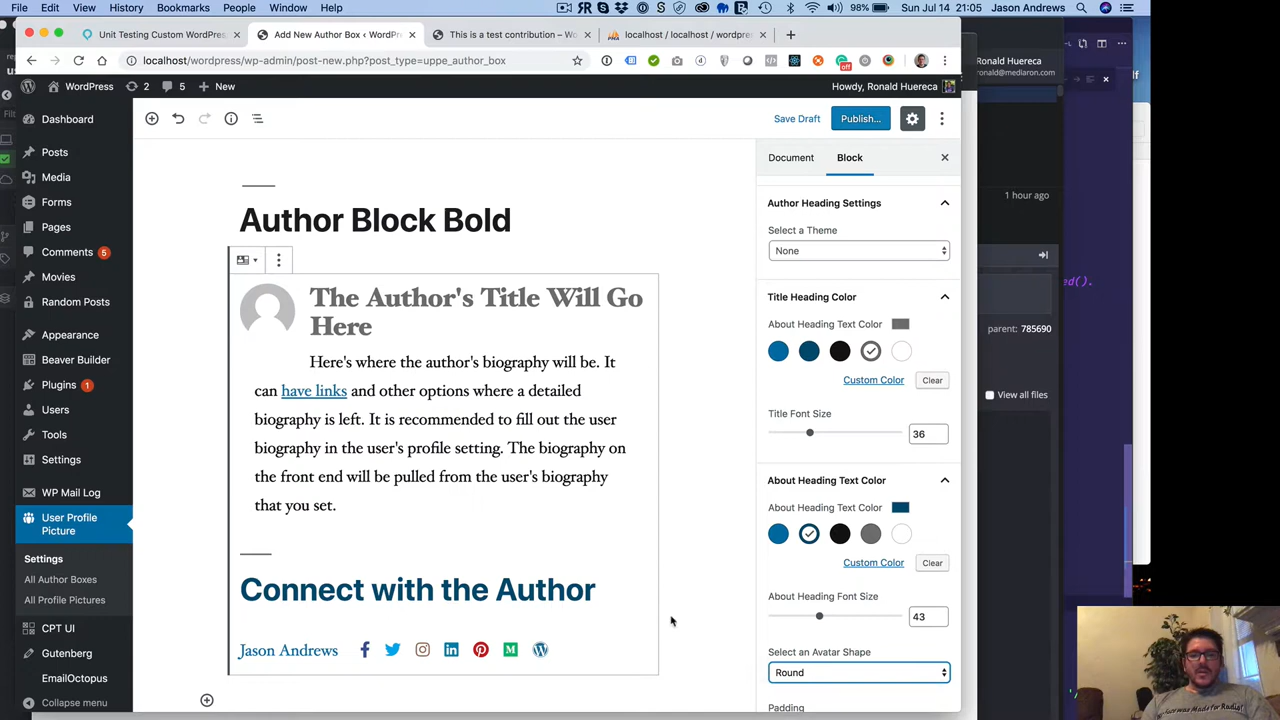 Chrome File Edit View History Bookmarks People Window Help
98% Sun Jul 14 21:05 Jason Andrews
Unit Testing Custom WordPres
Add New Author Box ‹ WordPr
This is a test contribution – Wo
localhost / localhost / wordpres
localhost/wordpress/wp-admin/post-new.php?post_type=uppe_author_box
off
WordPress 2 5 New
Howdy, Ronald Huereca
Ronald Huereca
ronald@mediaron.com
Dashboard
Posts
Media
Forms
Pages
Comments 5
Movies
Random Posts
Appearance
Beaver Builder
Plugins 1
Users
Tools
Settings
WP Mail Log
User Profile
Picture
Settings
All Author Boxes
All Profile Pictures
CPT UI
Gutenberg
EmailOctopus
Collapse menu
Save Draft Publish...
Author Block Bold
The Author's Title Will Go
Here
Here's where the author's biography will be. It
can have links and other options where a detailed
biography is left. It is recommended to fill out the user
biography in the user's profile setting. The biography on
the front end will be pulled from the user's biography
that you set.
Connect with the Author
Jason Andrews
Document Block
Author Heading Settings
Select a Theme
None
Title Heading Color
About Heading Text Color
Custom Color Clear
Title Font Size
36
About Heading Text Color
About Heading Text Color
Custom Color Clear
About Heading Font Size
43
Select an Avatar Shape
Round
Padding
1 hour ago
ed().
parent: 785690
View all files